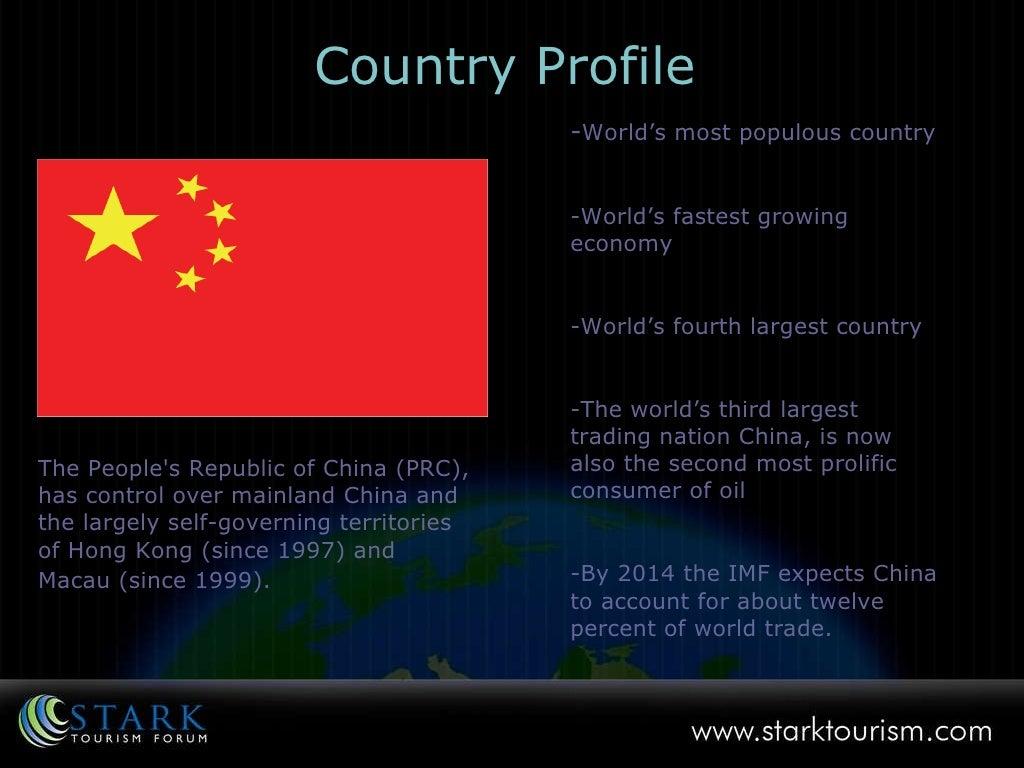 Country Profile
The People's Republic of China (PRC),
has control over mainland China and
the largely self-governing territories
of Hong Kong (since 1997) and
Macau (since 1999).
-World’s most populous country
-World’s fastest growing
economy
-World’s fourth largest country
-The world’s third largest
trading nation China, is now
also the second most prolific
consumer of oil
-By 2014 the IMF expects China
to account for about twelve
percent of world trade.
STARK
TOURISM FORUM
www.starktourism.com